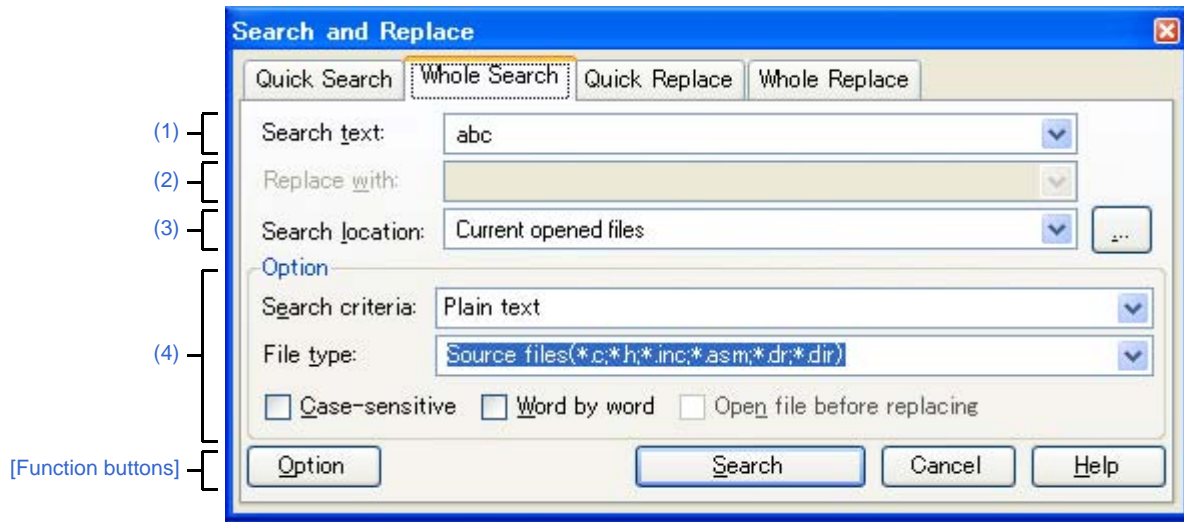 Search and Replace
Quick Search Whole Search Quick Replace Whole Replace
(1) Search text: abc
(2) Replace with:
(3) Search location: Current opened files ...
Option
Search criteria: Plain text
(4) File type: Source files(*.c;*.h;*.inc;*.asm;*.dr;*.dir)
Case-sensitive Word by word Open file before replacing
[Function buttons] Option Search Cancel Help